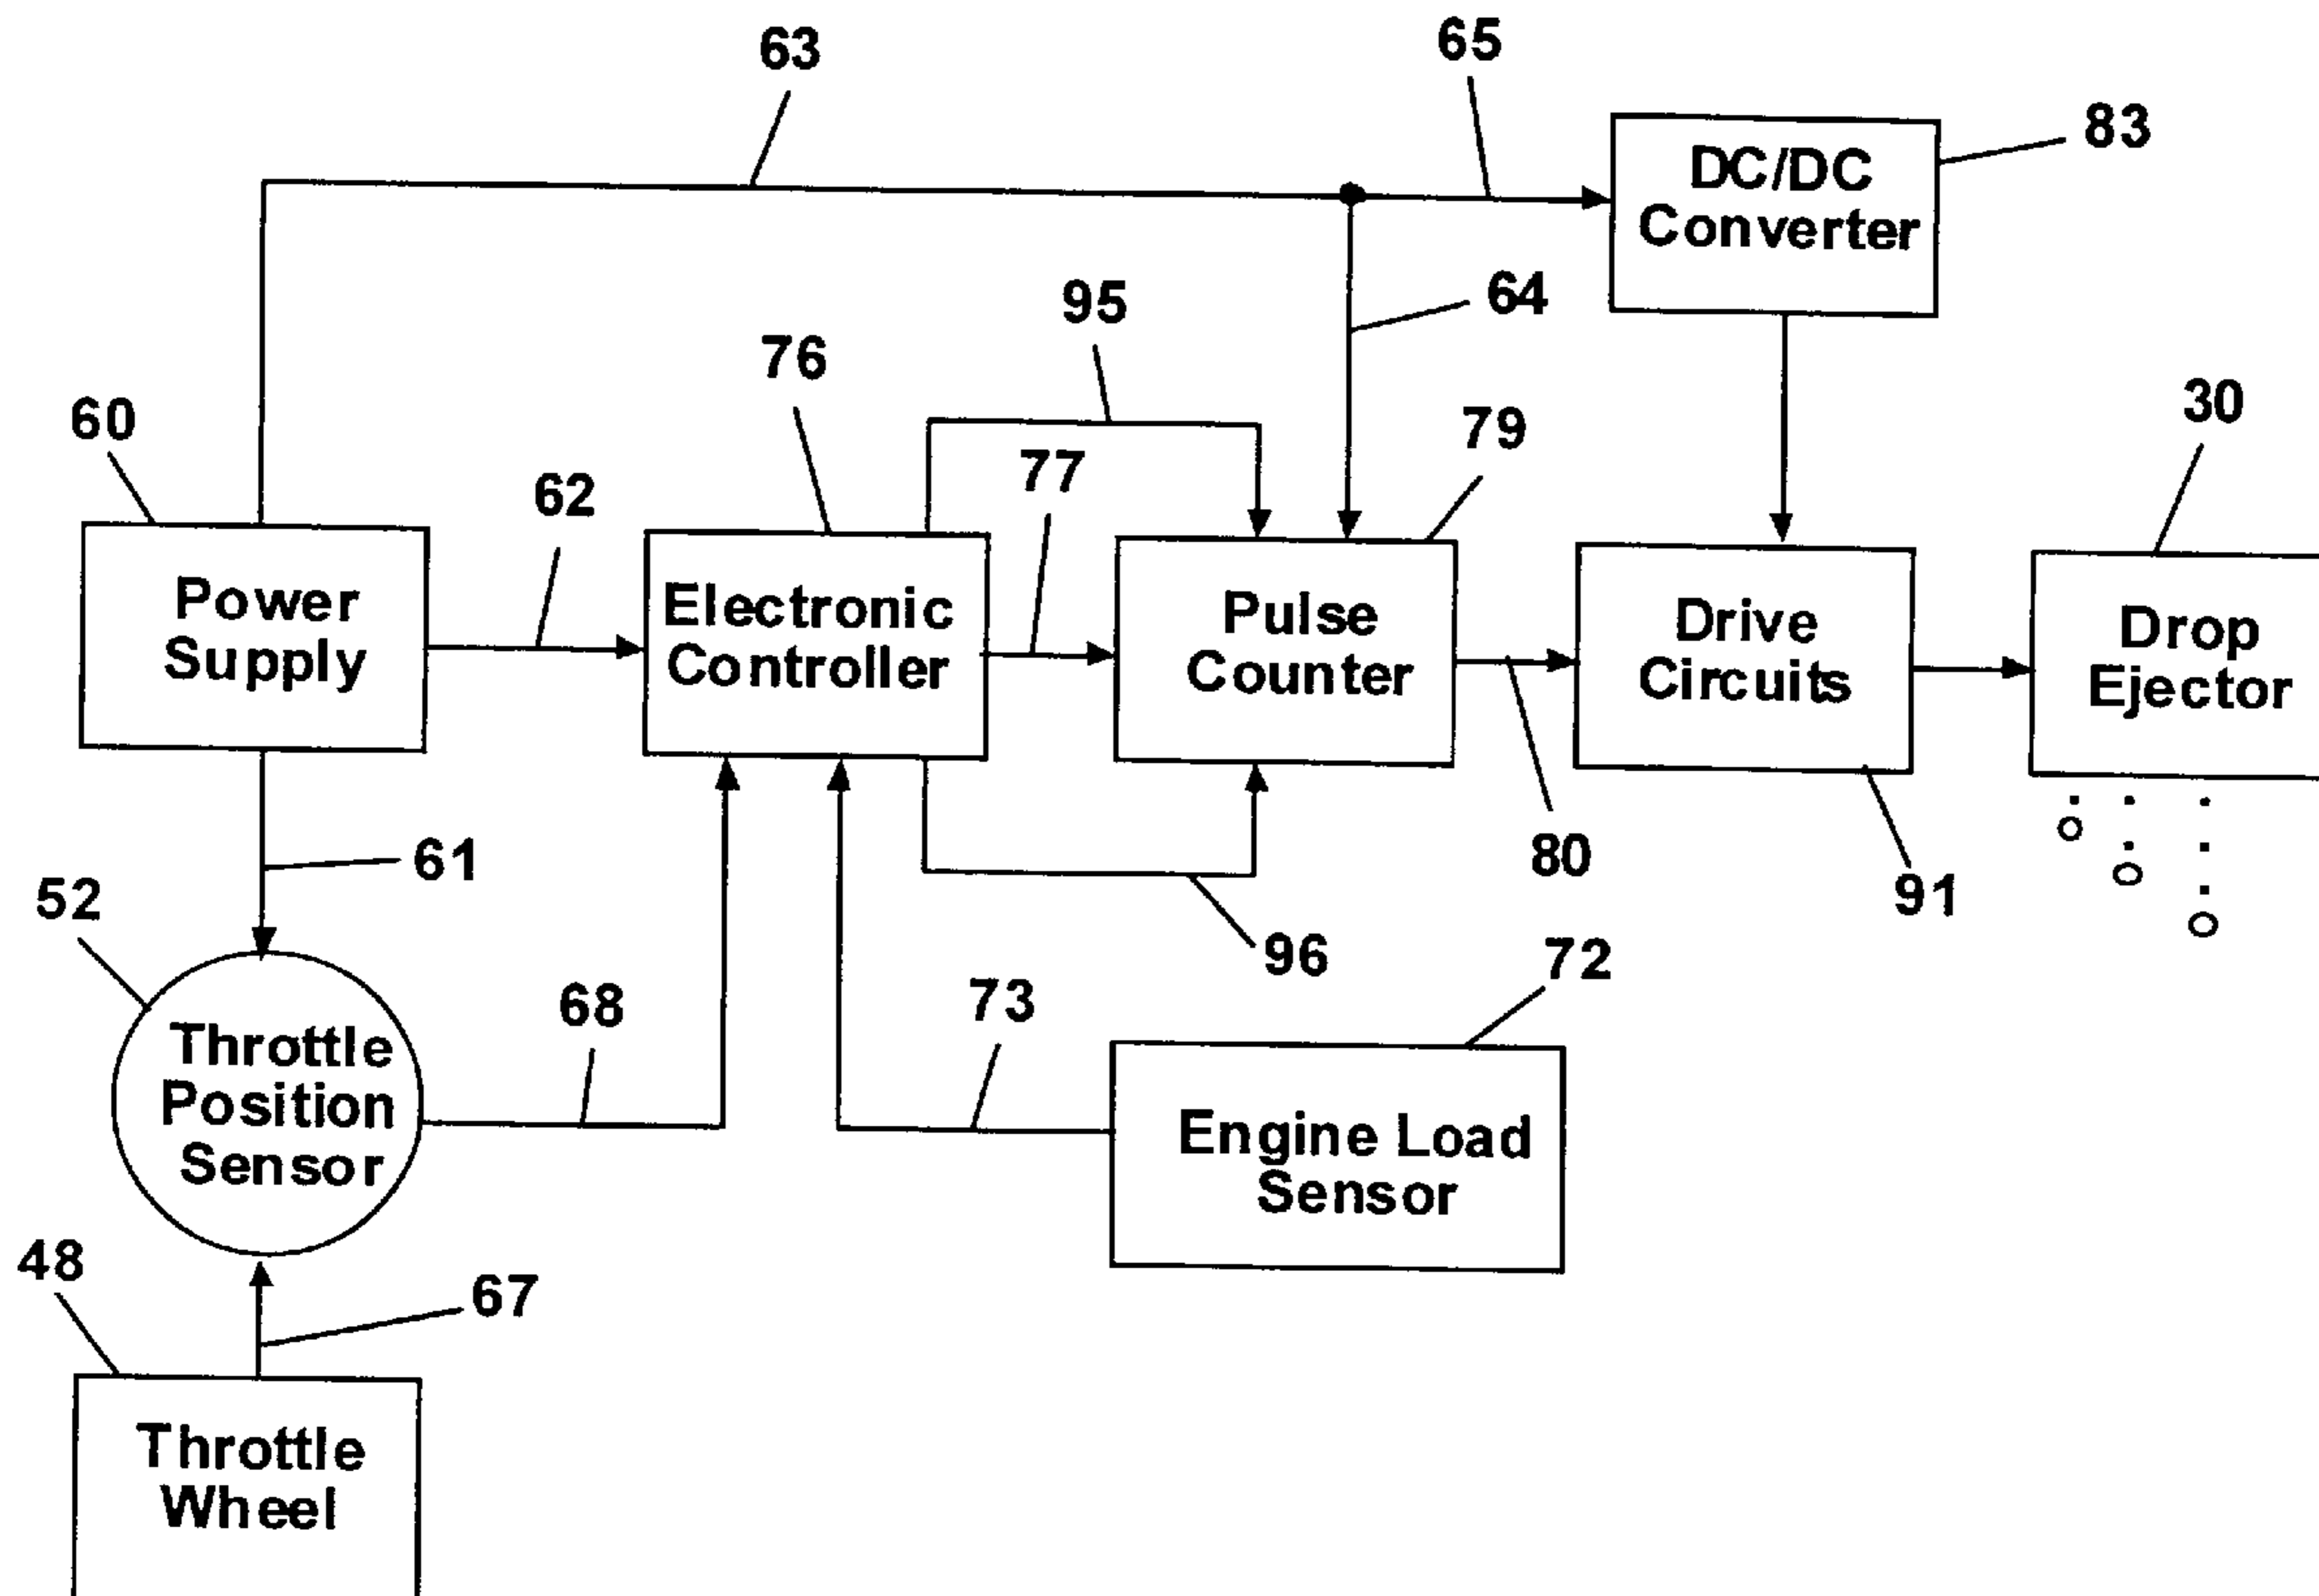 63
65
83
DC/DC
Converter
95
64
76
60
77
79
30
62
Power
Supply
Electronic
Controller
Pulse
Counter
Drive
Circuits
Drop
Ejector
61
80
91
52
96
72
68
73
Throttle
Position
Sensor
Engine Load
Sensor
48
67
Throttle
Wheel